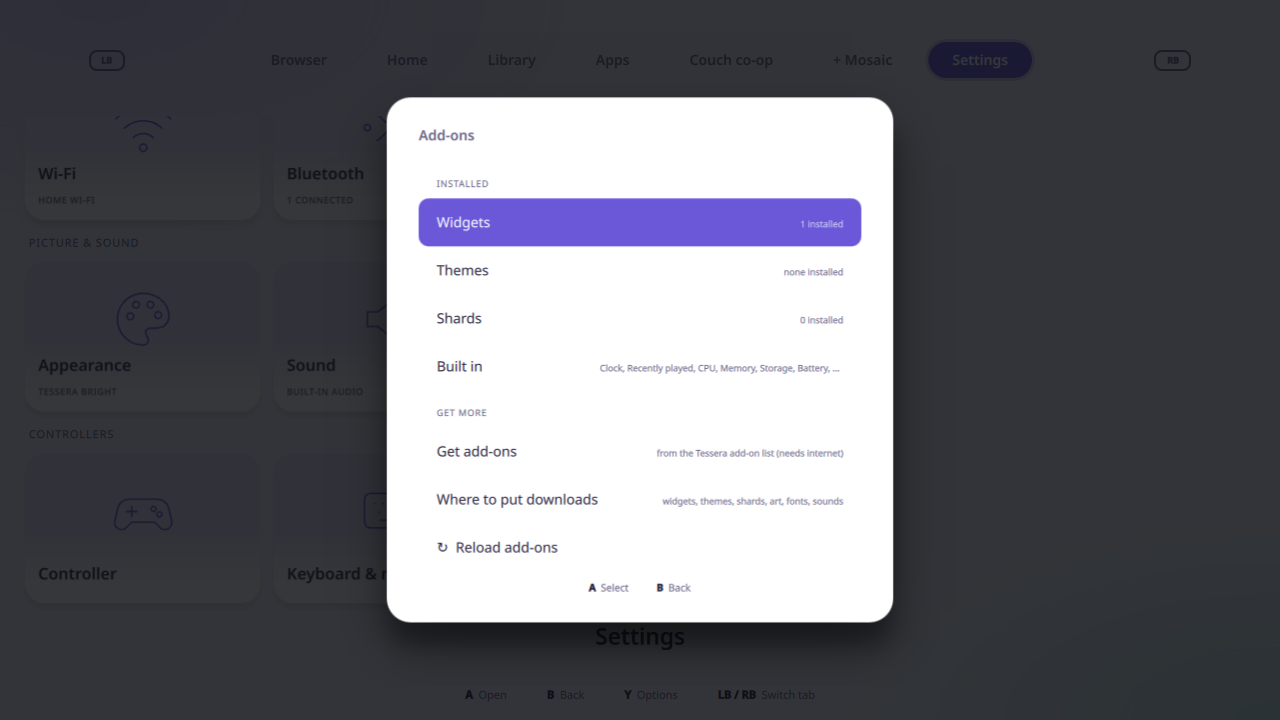 LB Browser Home Library Apps Couch co-op + Mosaic Settings RB
Add-ons
INSTALLED
Widgets 1 installed
Themes none installed
Shards 0 installed
Built in Clock, Recently played, CPU, Memory, Storage, Battery, ...
GET MORE
Get add-ons from the Tessera add-on list (needs internet)
Where to put downloads widgets, themes, shards, art, fonts, sounds
↻ Reload add-ons
A Select B Back
Wi-Fi
HOME WI-FI
Bluetooth
1 CONNECTED
PICTURE & SOUND
Appearance
TESSERA BRIGHT
Sound
BUILT-IN AUDIO
CONTROLLERS
Controller
Keyboard &
Settings
A Open B Back Y Options LB / RB Switch tab